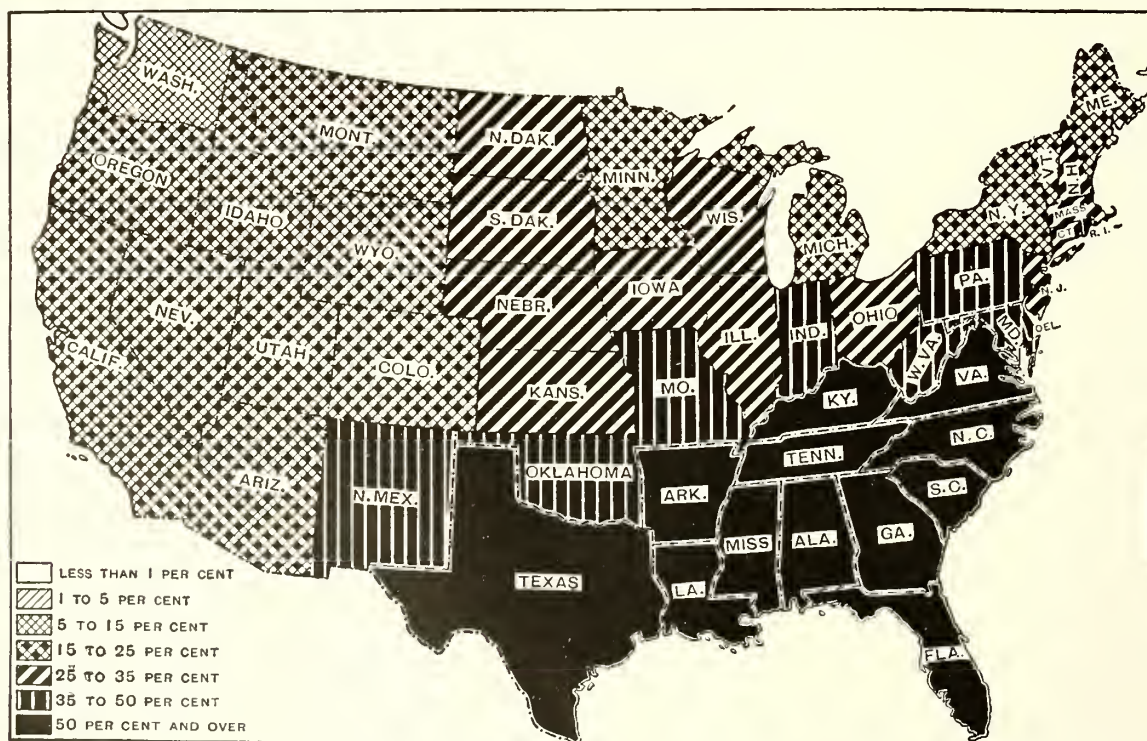 WASH.
MONT.
N. DAK.
MINN.
ME.
OREGON
IDAHO
S. DAK.
WIS.
VT.
N.H.
WYO.
MICH.
N.Y.
MASS
CT.
R. I.
NEV.
NEBR.
IOWA
PA.
N. J.
CALIF.
UTAH
COLO.
KANS.
ILL.
IND.
OHIO
W. VA.
MD.
DEL.
MO.
KY.
VA.
ARIZ.
N. MEX.
OKLAHOMA
ARK.
TENN.
N.C.
S.C.
TEXAS
LA.
MISS
ALA.
GA.
FLA.
LESS THAN 1 PER CENT
1 TO 5 PER CENT
5 TO 15 PER CENT
15 TO 25 PER CENT
25 TO 35 PER CENT
35 TO 50 PER CENT
50 PER CENT AND OVER